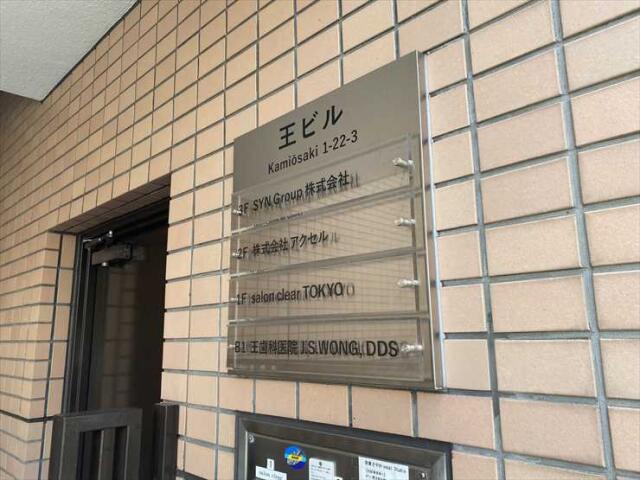 王ビル
Kamiōsaki 1-22-3
3F SYN Group 株式会社
2F 株式会社 アクセル
1F salon clear TOKYO
B1 王歯科医院 J.S.WONG, DDS